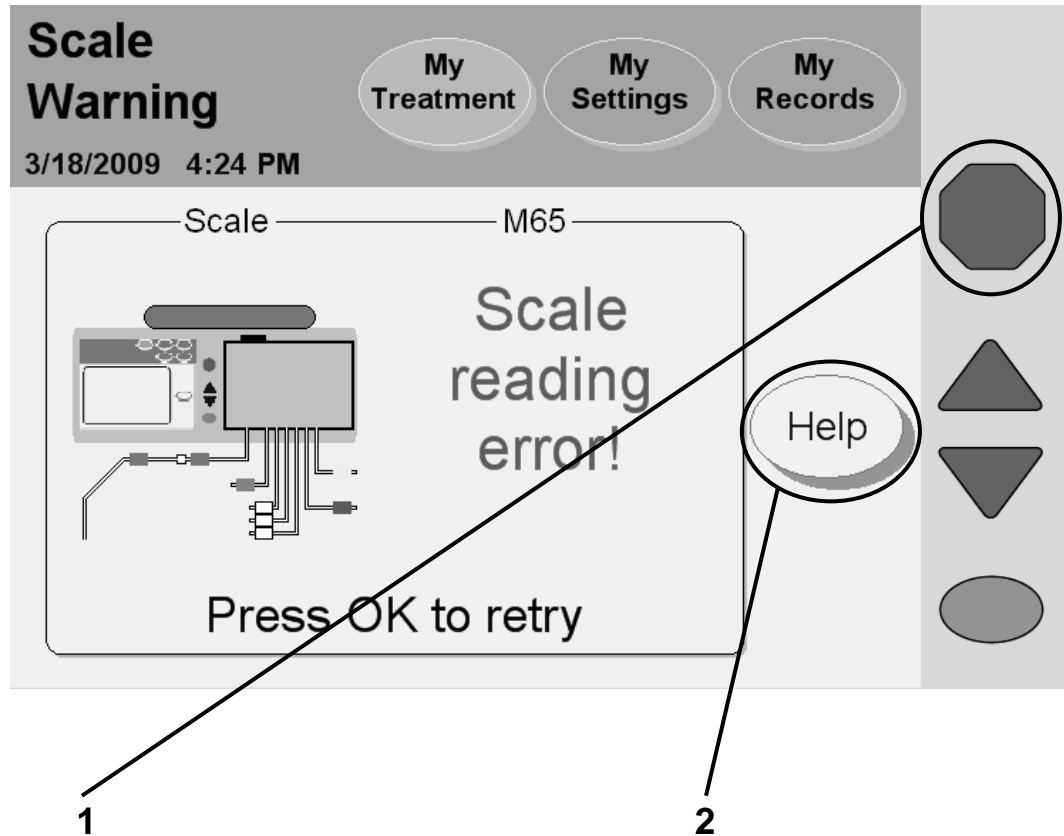 Scale
Warning
3/18/2009 4:24 PM
My
Treatment
My
Settings
My
Records
Scale
M65
Scale
reading
error!
Help
Press OK to retry
1
2